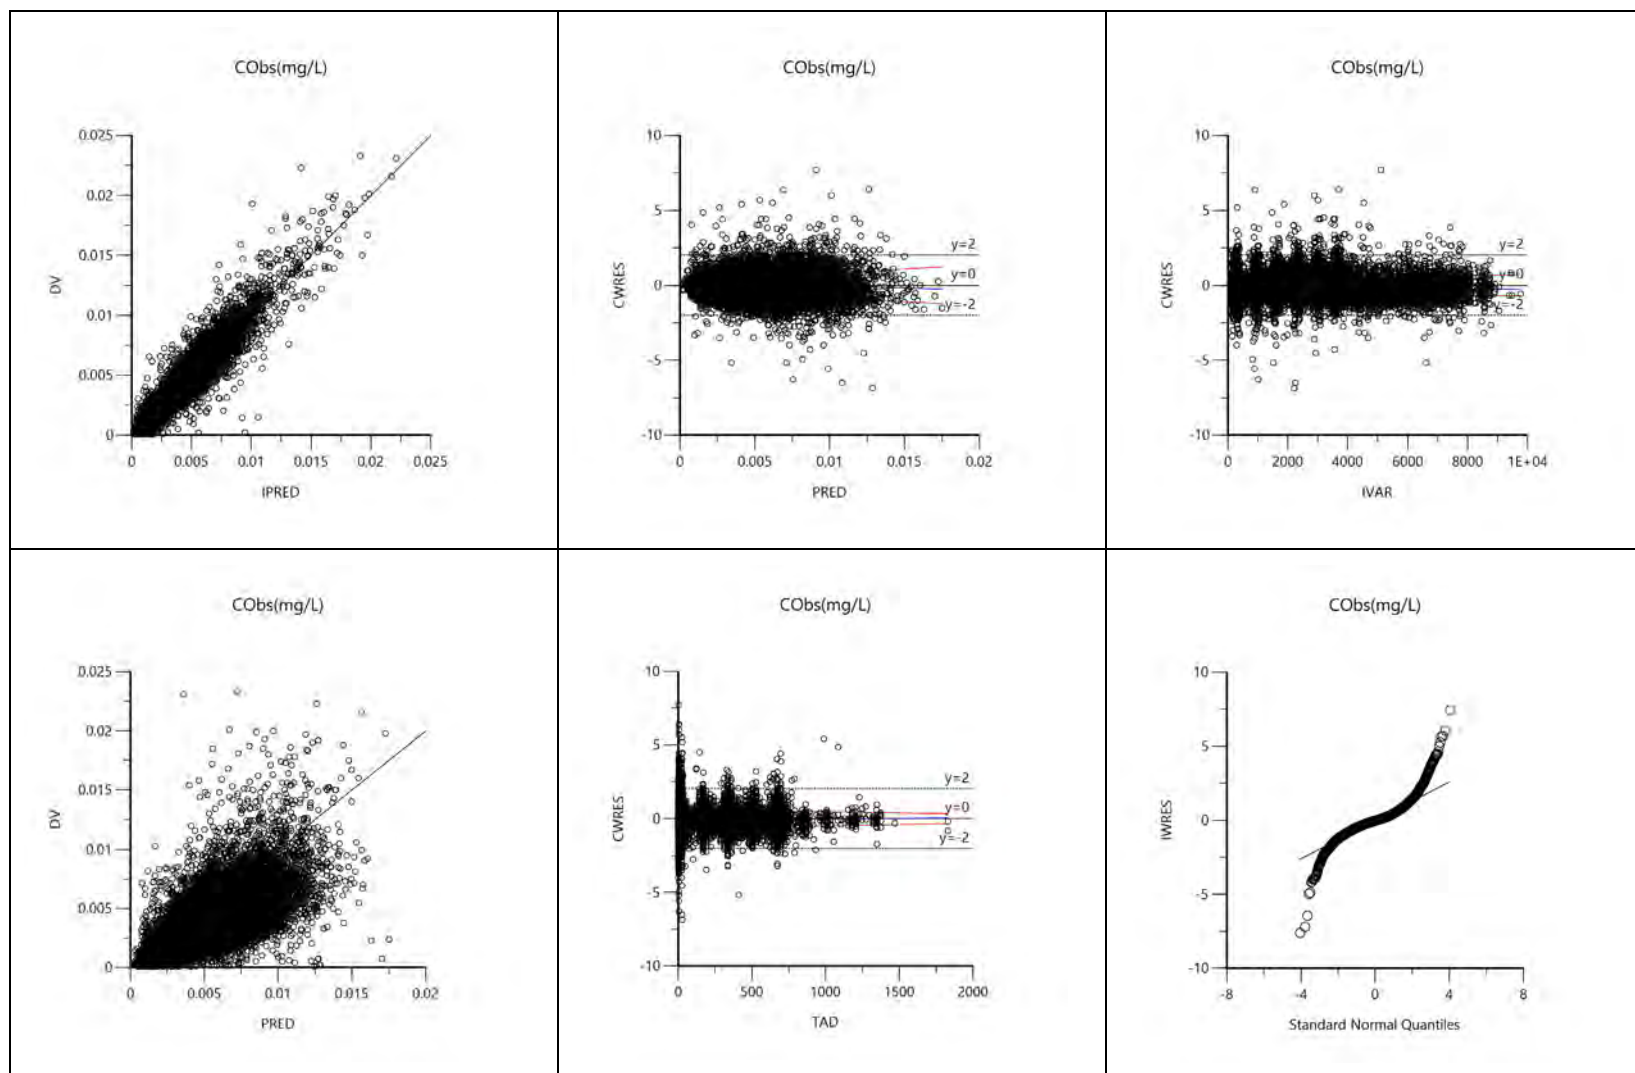 CObs(mg/L)
0.025
0.02
0.015
0.01
0.005
0
DV
0 0.005 0.01 0.015 0.02 0.025
IPRED
CObs(mg/L)
10
5
0
-5
-10
CWRES
y=2
y=0
y=-2
0 0.005 0.01 0.015 0.02
PRED
CObs(mg/L)
10
5
0
-5
-10
CWRES
y=2
y=0
y=-2
0 2000 4000 6000 8000 1E+04
IVAR
CObs(mg/L)
0.025
0.02
0.015
0.01
0.005
0
DV
0 0.005 0.01 0.015 0.02
PRED
CObs(mg/L)
10
5
0
-5
-10
CWRES
y=2
y=0
y=-2
0 500 1000 1500 2000
TAD
CObs(mg/L)
10
5
0
-5
-10
IWRES
-8 -4 0 4 8
Standard Normal Quantiles